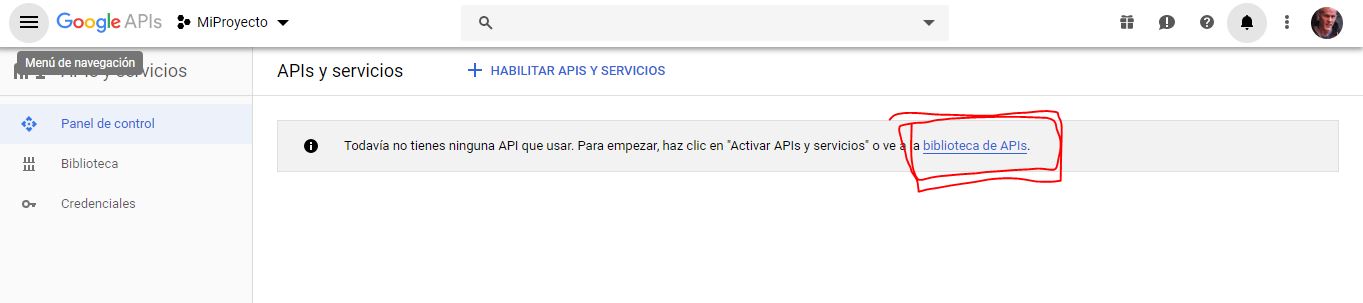 Google APIs MiProyecto
Menú de navegación
APIs y servicios
APIs y servicios
HABILITAR APIS Y SERVICIOS
Panel de control
Todavía no tienes ninguna API que usar. Para empezar, haz clic en "Activar APIs y servicios" o ve a la biblioteca de APIs.
Biblioteca
Credenciales